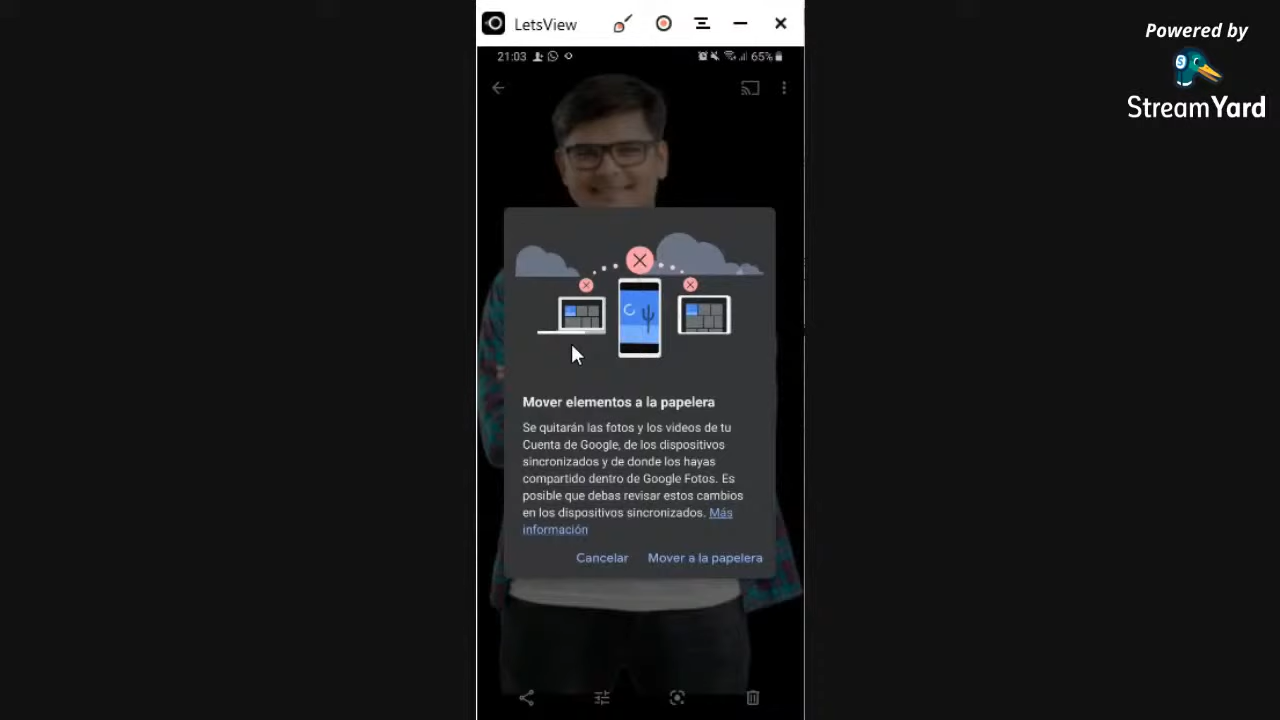 LetsView
Powered by
StreamYard
21:03
65%
Mover elementos a la papelera
Se quitarán las fotos y los videos de tu
Cuenta de Google, de los dispositivos
sincronizados y de donde los hayas
compartido dentro de Google Fotos. Es
posible que debas revisar estos cambios
en los dispositivos sincronizados. Más
información
Cancelar Mover a la papelera